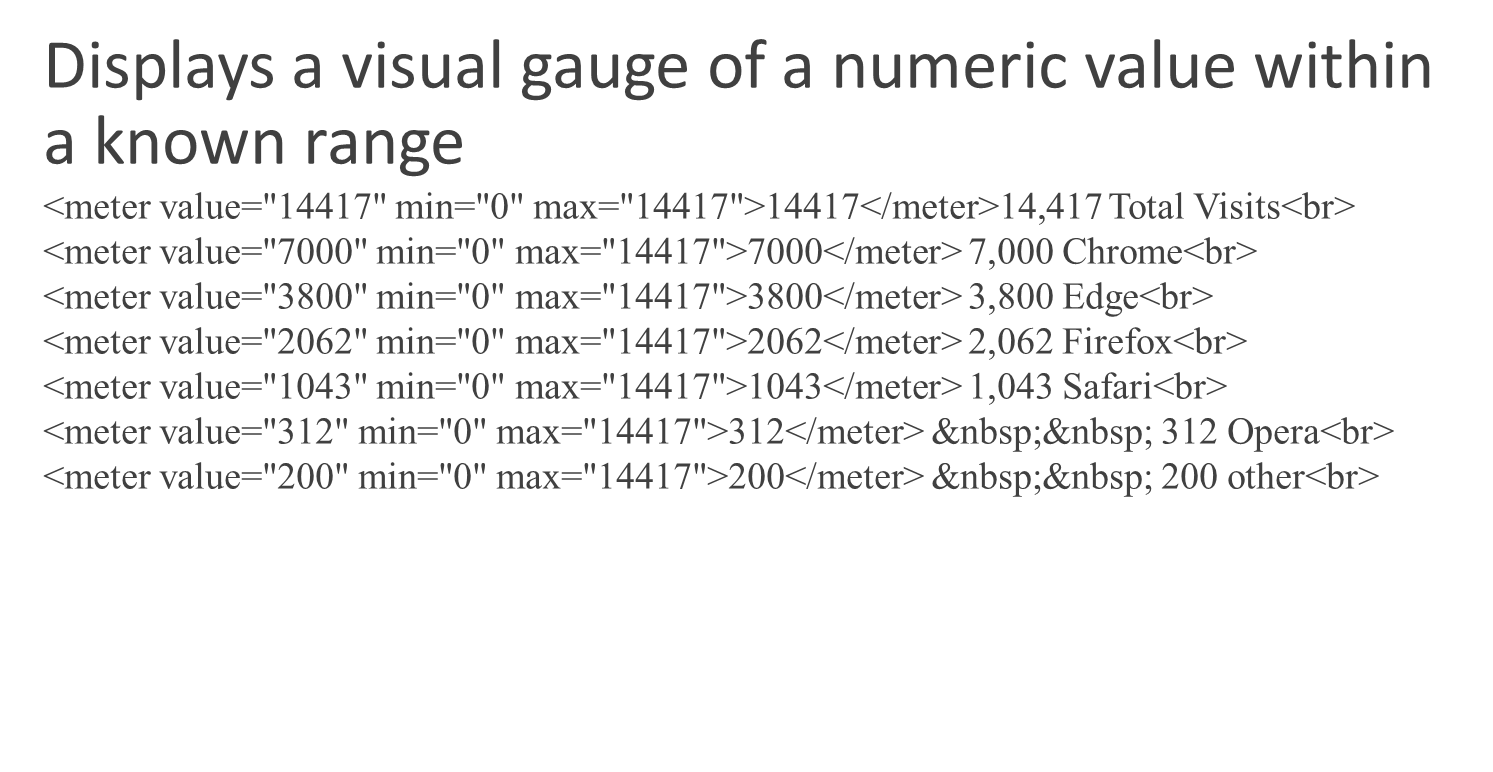 Displays a visual gauge of a numeric value within
a known range
<meter value="14417" min="0" max="14417">14417</meter>14,417 Total Visits<br>
<meter value="7000" min="0" max="14417">7000</meter> 7,000 Chrome<br>
<meter value="3800" min="0" max="14417">3800</meter> 3,800 Edge<br>
<meter value="2062" min="0" max="14417">2062</meter> 2,062 Firefox<br>
<meter value="1043" min="0" max="14417">1043</meter> 1,043 Safari<br>
<meter value="312" min="0" max="14417">312</meter> &nbsp;&nbsp; 312 Opera<br>
<meter value="200" min="0" max="14417">200</meter> &nbsp;&nbsp; 200 other<br>